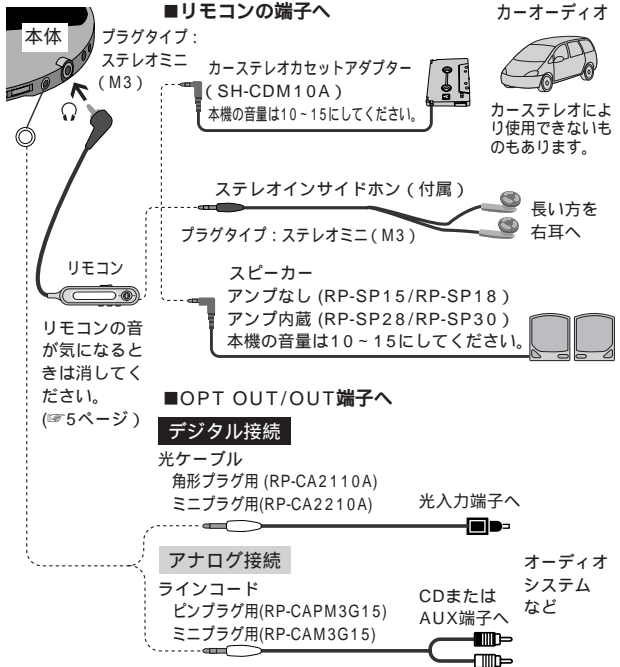 ■リモコンの端子へ
カーオーディオ
本体
プラグタイプ：
ステレオミニ
（M3）
カーステレオカセットアダプター
（SH-CDM10A）
本機の音量は10～15にしてください。
カーステレオによ
り使用できないも
のもあります。
ステレオインサイドホン（付属）
プラグタイプ：ステレオミニ（M3）
長い方を
右耳へ
リモコン
リモコンの音
が気になると
きは消してく
ださい。
(☞5ページ）
スピーカー
アンプなし (RP-SP15/RP-SP18）
アンプ内蔵 (RP-SP28/RP-SP30）
本機の音量は10～15にしてください。
■OPT OUT/OUT端子へ
デジタル接続
光ケーブル
角形プラグ用 (RP-CA2110A)
ミニプラグ用(RP-CA2210A)
光入力端子へ
アナログ接続
ラインコード
ピンプラグ用(RP-CAPM3G15)
ミニプラグ用(RP-CAM3G15)
CDまたは
AUX端子へ
オーディオ
システム
など